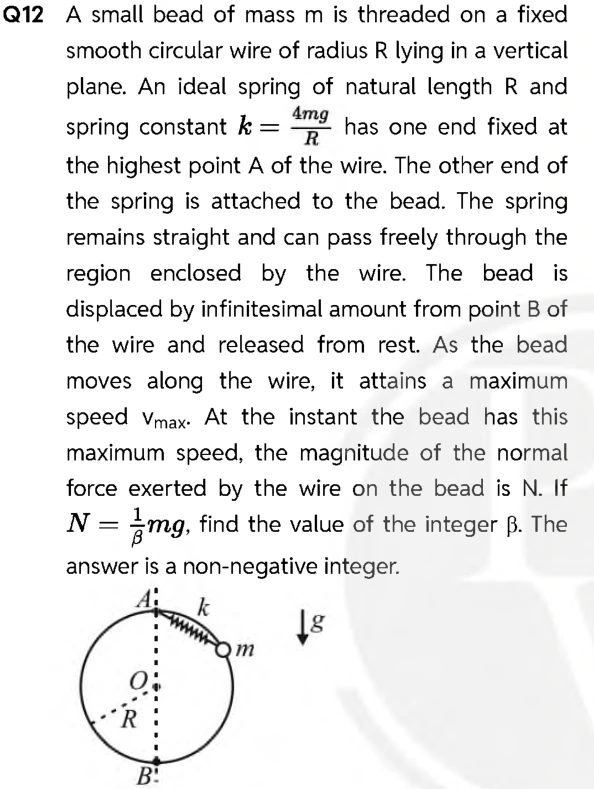 Q12 A small bead of mass m is threaded on a fixed
smooth circular wire of radius R lying in a vertical
plane. An ideal spring of natural length R and
spring constant k = 4mg/R has one end fixed at
the highest point A of the wire. The other end of
the spring is attached to the bead. The spring
remains straight and can pass freely through the
region enclosed by the wire. The bead is
displaced by infinitesimal amount from point B of
the wire and released from rest. As the bead
moves along the wire, it attains a maximum
speed vmax. At the instant the bead has this
maximum speed, the magnitude of the normal
force exerted by the wire on the bead is N. If
N = 1/β mg, find the value of the integer β. The
answer is a non-negative integer.
A k
g
m
O
R
B